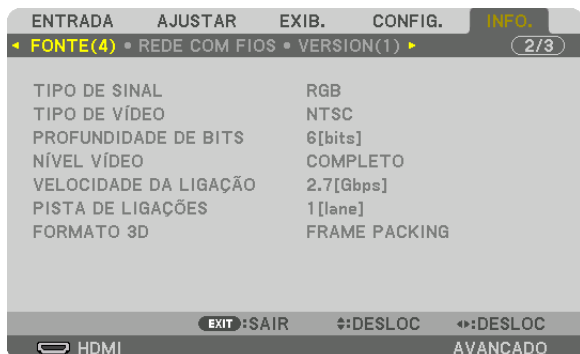 ENTRADA AJUSTAR EXIB. CONFIG. INFO.
FONTE(4) • REDE COM FIOS • VERSION(1) 2/3
TIPO DE SINAL RGB
TIPO DE VÍDEO NTSC
PROFUNDIDADE DE BITS 6[bits]
NÍVEL VÍDEO COMPLETO
VELOCIDADE DA LIGAÇÃO 2.7[Gbps]
PISTA DE LIGAÇÕES 1[lane]
FORMATO 3D FRAME PACKING
EXIT:SAIR :DESLOC :DESLOC
HDMI AVANÇADO